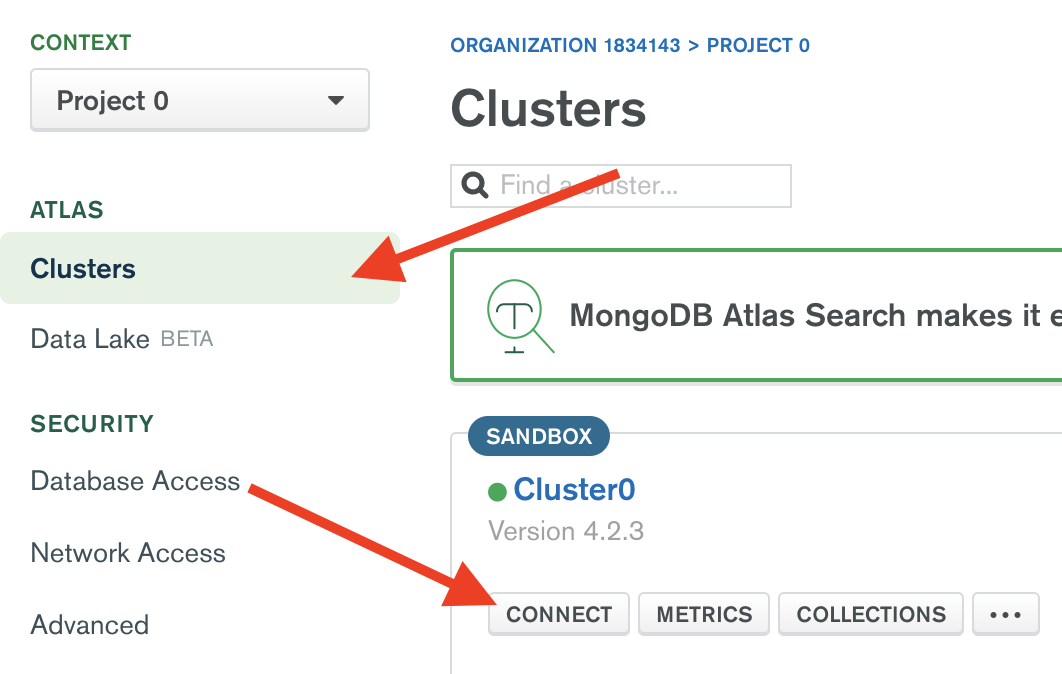 CONTEXT
Project 0
ATLAS
Clusters
Data Lake BETA
SECURITY
Database Access
Network Access
Advanced
ORGANIZATION 1834143 > PROJECT 0
Clusters
Find a cluster...
MongoDB Atlas Search makes it e
SANDBOX
Cluster0
Version 4.2.3
CONNECT METRICS COLLECTIONS ...